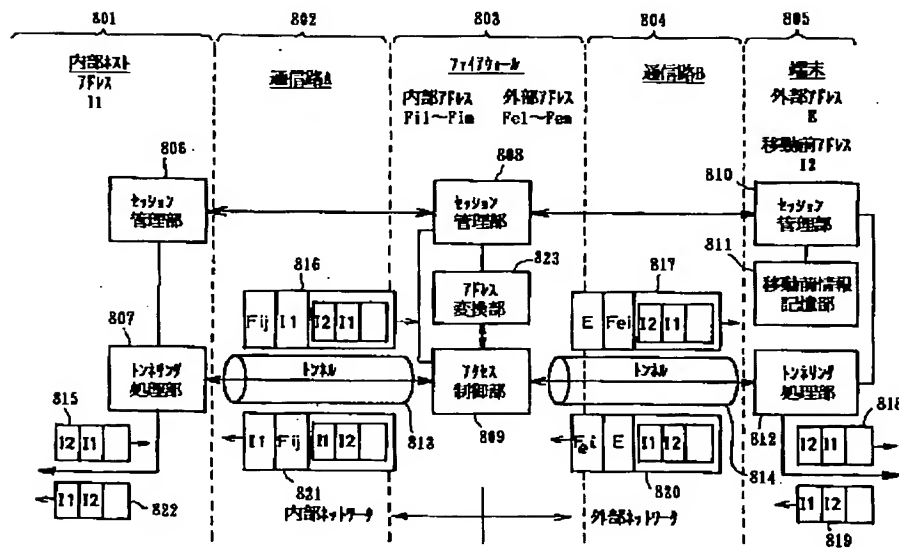 801
802
803
804
805
内部ホスト
アドレス
I1
通信路A
ファイアウォール
内部アドレス 外部アドレス
Fi1～Fim Fe1～Fem
通信路B
端末
外部アドレス
E
移動前アドレス
I2
806
セッション
管理部
808
セッション
管理部
810
セッション
管理部
811
移動前情報
記憶部
816
Fij I1 I2 I1
823
アドレス
変換部
817
E Fei I2 I1
807
トンネリング
処理部
トンネル
813
アクセス
制御部
809
トンネル
814
トンネリング
処理部
812
815
I2 I1
I1 I2
822
I1 Fij I1 I2
821
Fei E I1 I2
820
818
I2 I1
I1 I2
819
内部ネットワーク
外部ネットワーク